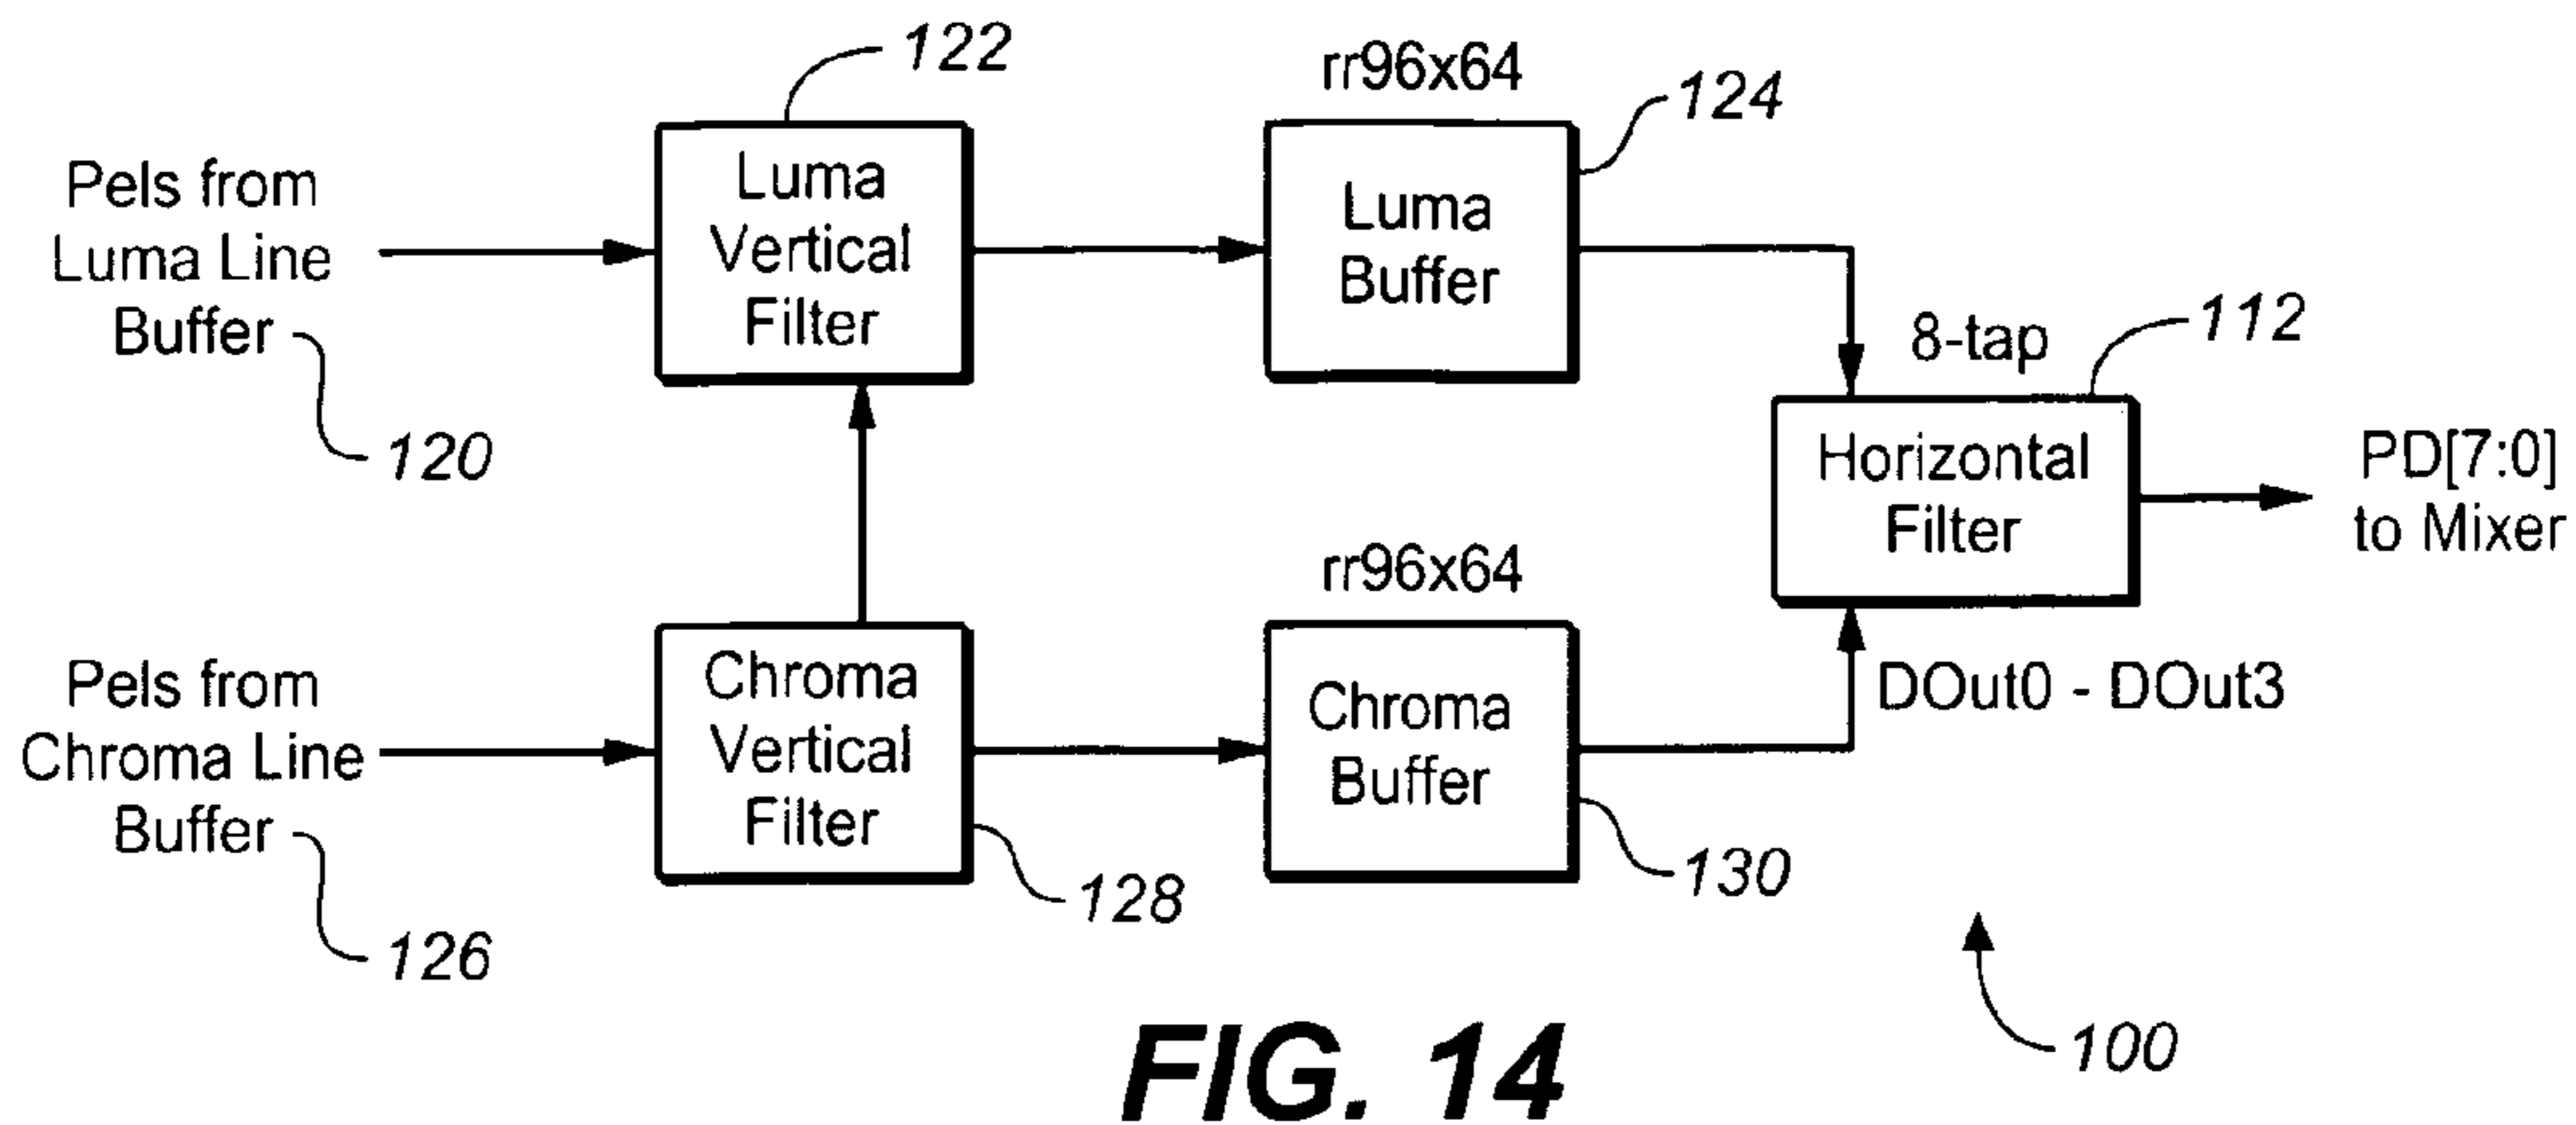 122
rr96x64
124
Pels from
Luma Line
Buffer
120
Luma
Vertical
Filter
Luma
Buffer
8-tap
112
Horizontal
Filter
PD[7:0]
to Mixer
rr96x64
Pels from
Chroma Line
Buffer
126
Chroma
Vertical
Filter
128
Chroma
Buffer
130
DOut0 - DOut3
100
FIG. 14